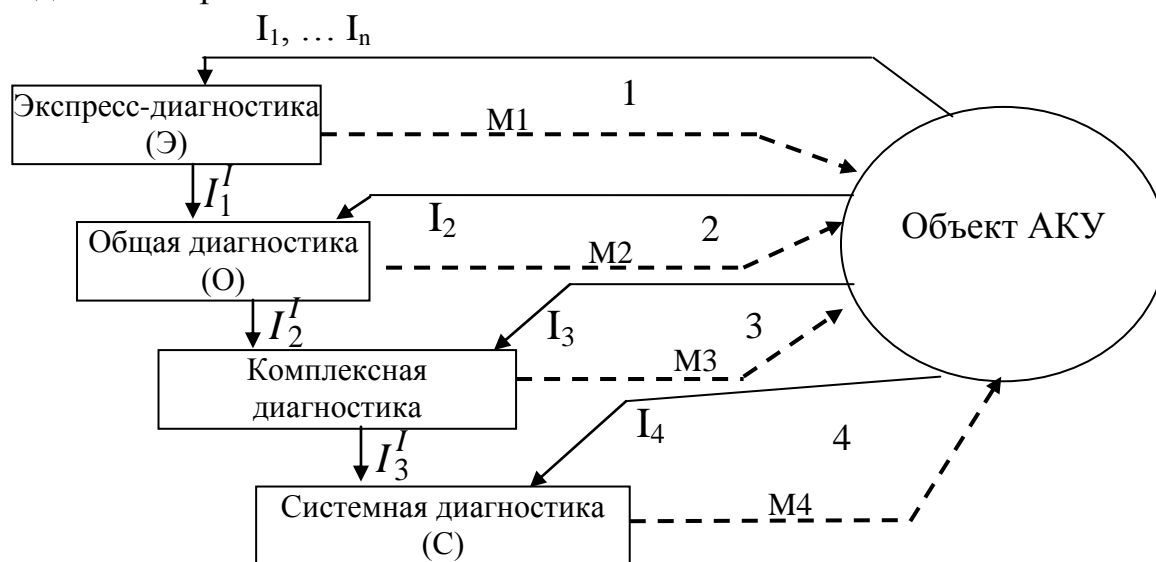 I₁, … Iₙ
1
Экспресс-диагностика
(Э)
М1
I₁ᴵ
I₂
2
Объект АКУ
Общая диагностика
(О)
М2
I₂ᴵ
I₃
3
Комплексная
диагностика
М3
I₃ᴵ
I₄
4
Системная диагностика
(С)
М4